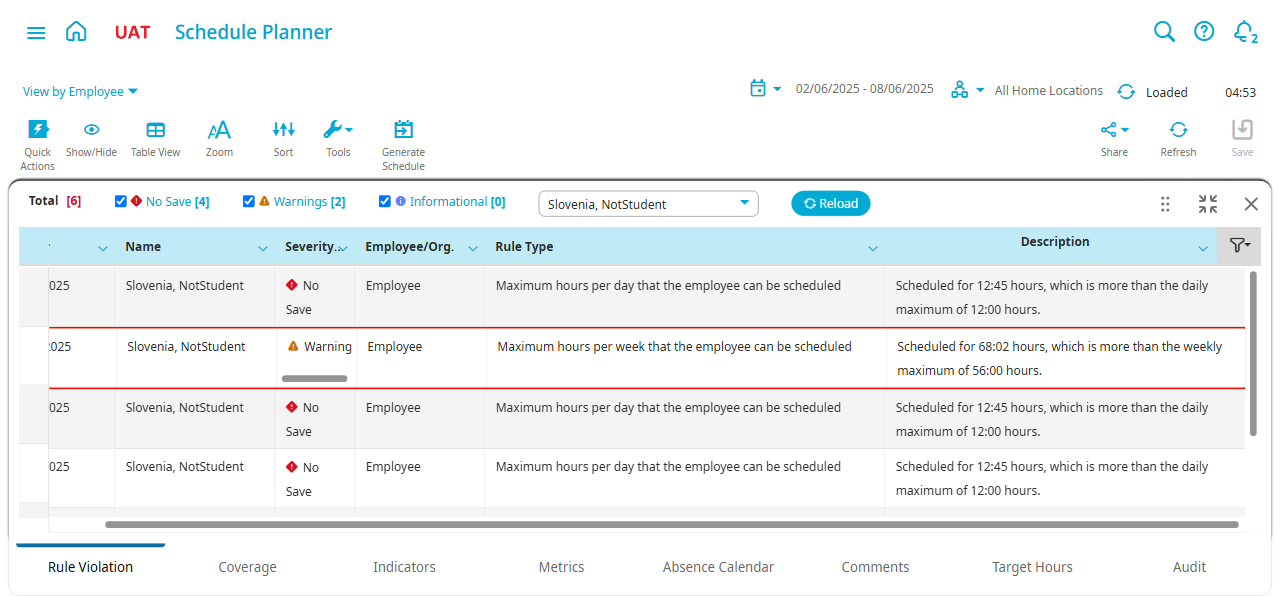 UAT Schedule Planner
2
View by Employee
02/06/2025 - 08/06/2025
All Home Locations
Loaded
04:53
Quick Actions
Show/Hide
Table View
Zoom
Sort
Tools
Generate Schedule
Share
Refresh
Save
Total [6]
No Save [4]
Warnings [2]
Informational [0]
Slovenia, NotStudent
Reload
Name
Severity..
Employee/Org.
Rule Type
Description
025 Slovenia, NotStudent No Employee Maximum hours per day that the employee can be scheduled Scheduled for 12:45 hours, which is more than the daily
Save maximum of 12:00 hours.
2025 Slovenia, NotStudent Warning Employee Maximum hours per week that the employee can be scheduled Scheduled for 68:02 hours, which is more than the weekly
maximum of 56:00 hours.
025 Slovenia, NotStudent No Employee Maximum hours per day that the employee can be scheduled Scheduled for 12:45 hours, which is more than the daily
Save maximum of 12:00 hours.
025 Slovenia, NotStudent No Employee Maximum hours per day that the employee can be scheduled Scheduled for 12:45 hours, which is more than the daily
Save maximum of 12:00 hours.
Rule Violation
Coverage
Indicators
Metrics
Absence Calendar
Comments
Target Hours
Audit